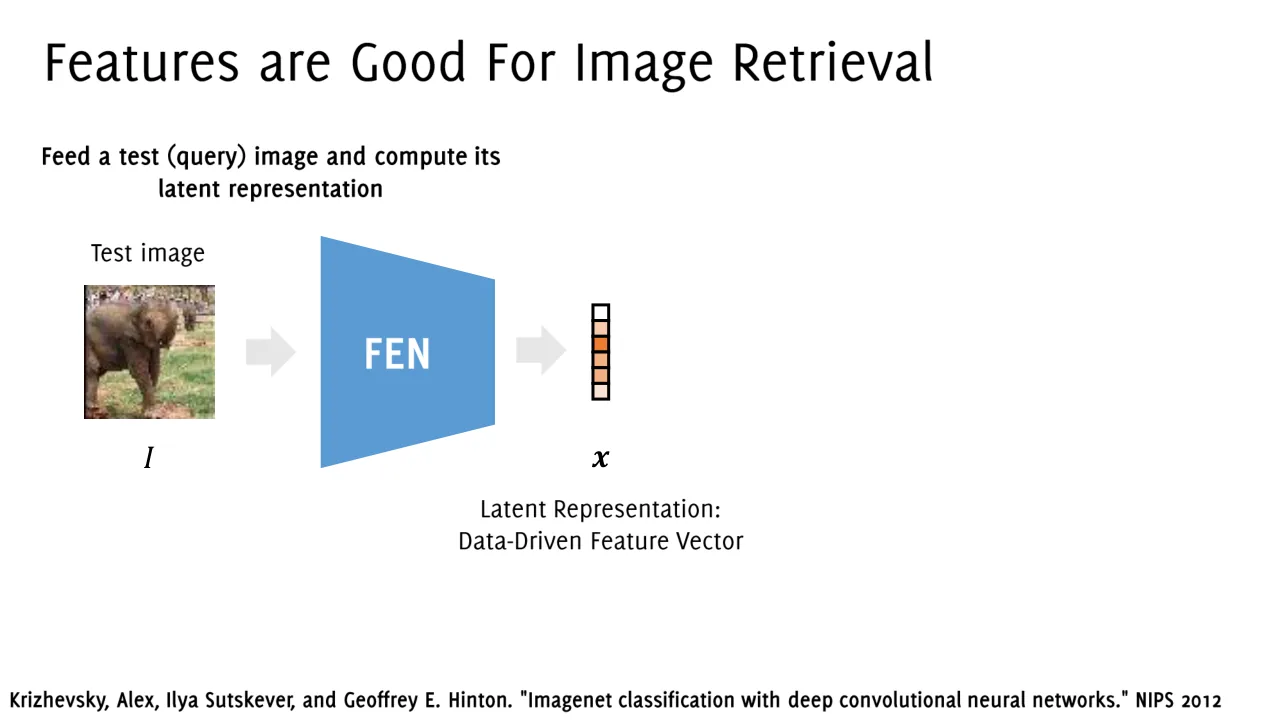 Features are Good For Image Retrieval
Feed a test (query) image and compute its
latent representation
Test image
FEN
I
x
Latent Representation:
Data-Driven Feature Vector
Krizhevsky, Alex, Ilya Sutskever, and Geoffrey E. Hinton. "Imagenet classification with deep convolutional neural networks." NIPS 2012